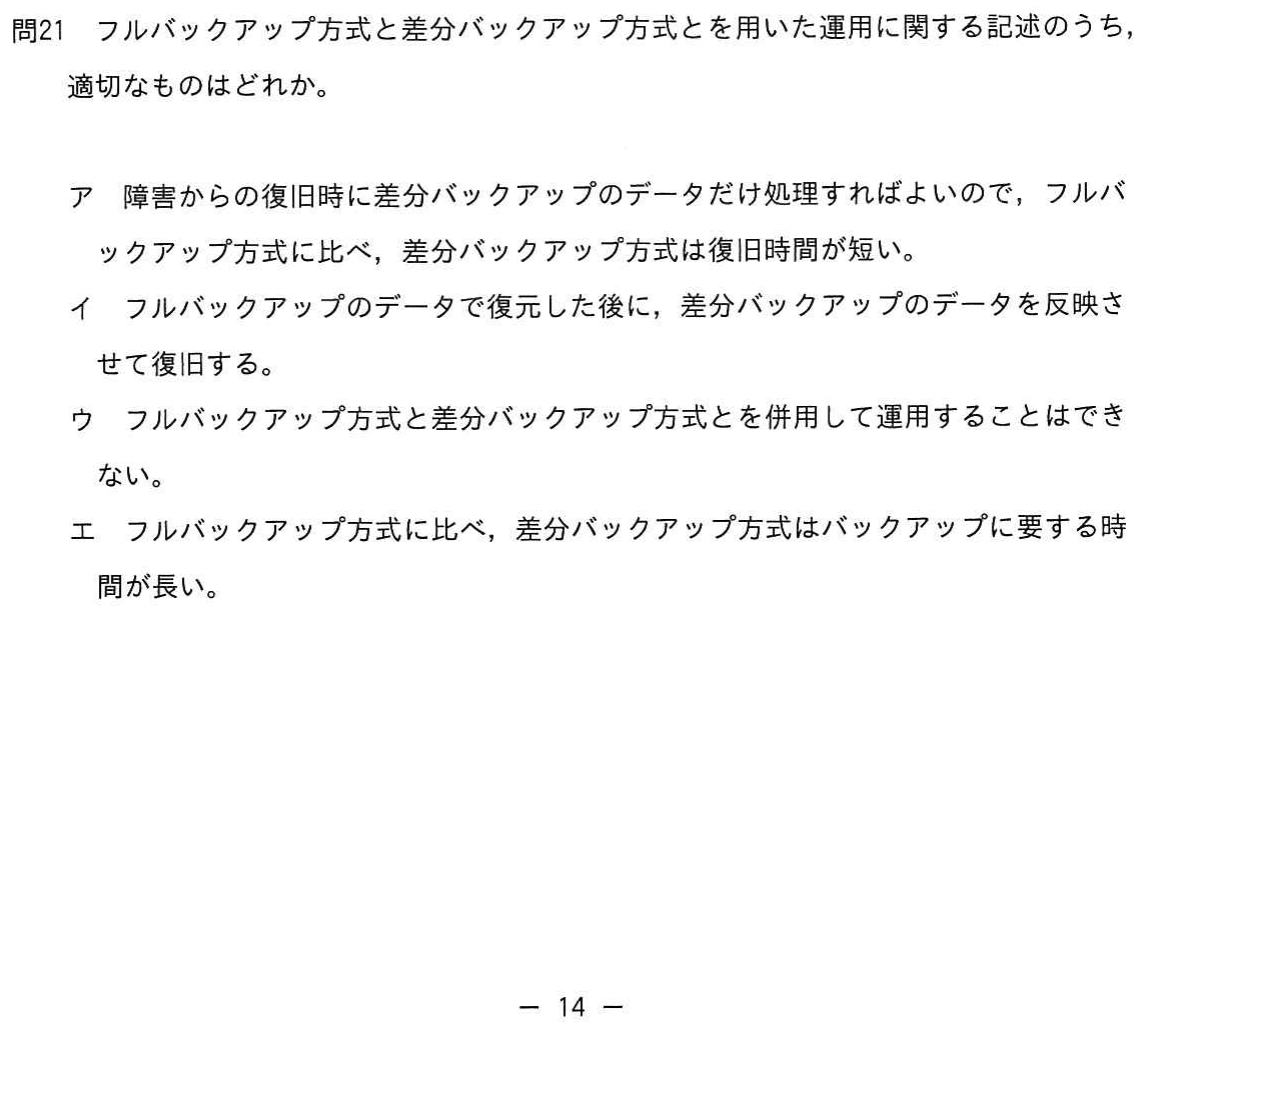 問21　フルバックアップ方式と差分バックアップ方式とを用いた運用に関する記述のうち，
適切なものはどれか。
ア　障害からの復旧時に差分バックアップのデータだけ処理すればよいので，フルバ
ックアップ方式に比べ，差分バックアップ方式は復旧時間が短い。
イ　フルバックアップのデータで復元した後に，差分バックアップのデータを反映さ
せて復旧する。
ウ　フルバックアップ方式と差分バックアップ方式とを併用して運用することはでき
ない。
エ　フルバックアップ方式に比べ，差分バックアップ方式はバックアップに要する時
間が長い。
― 14 ―